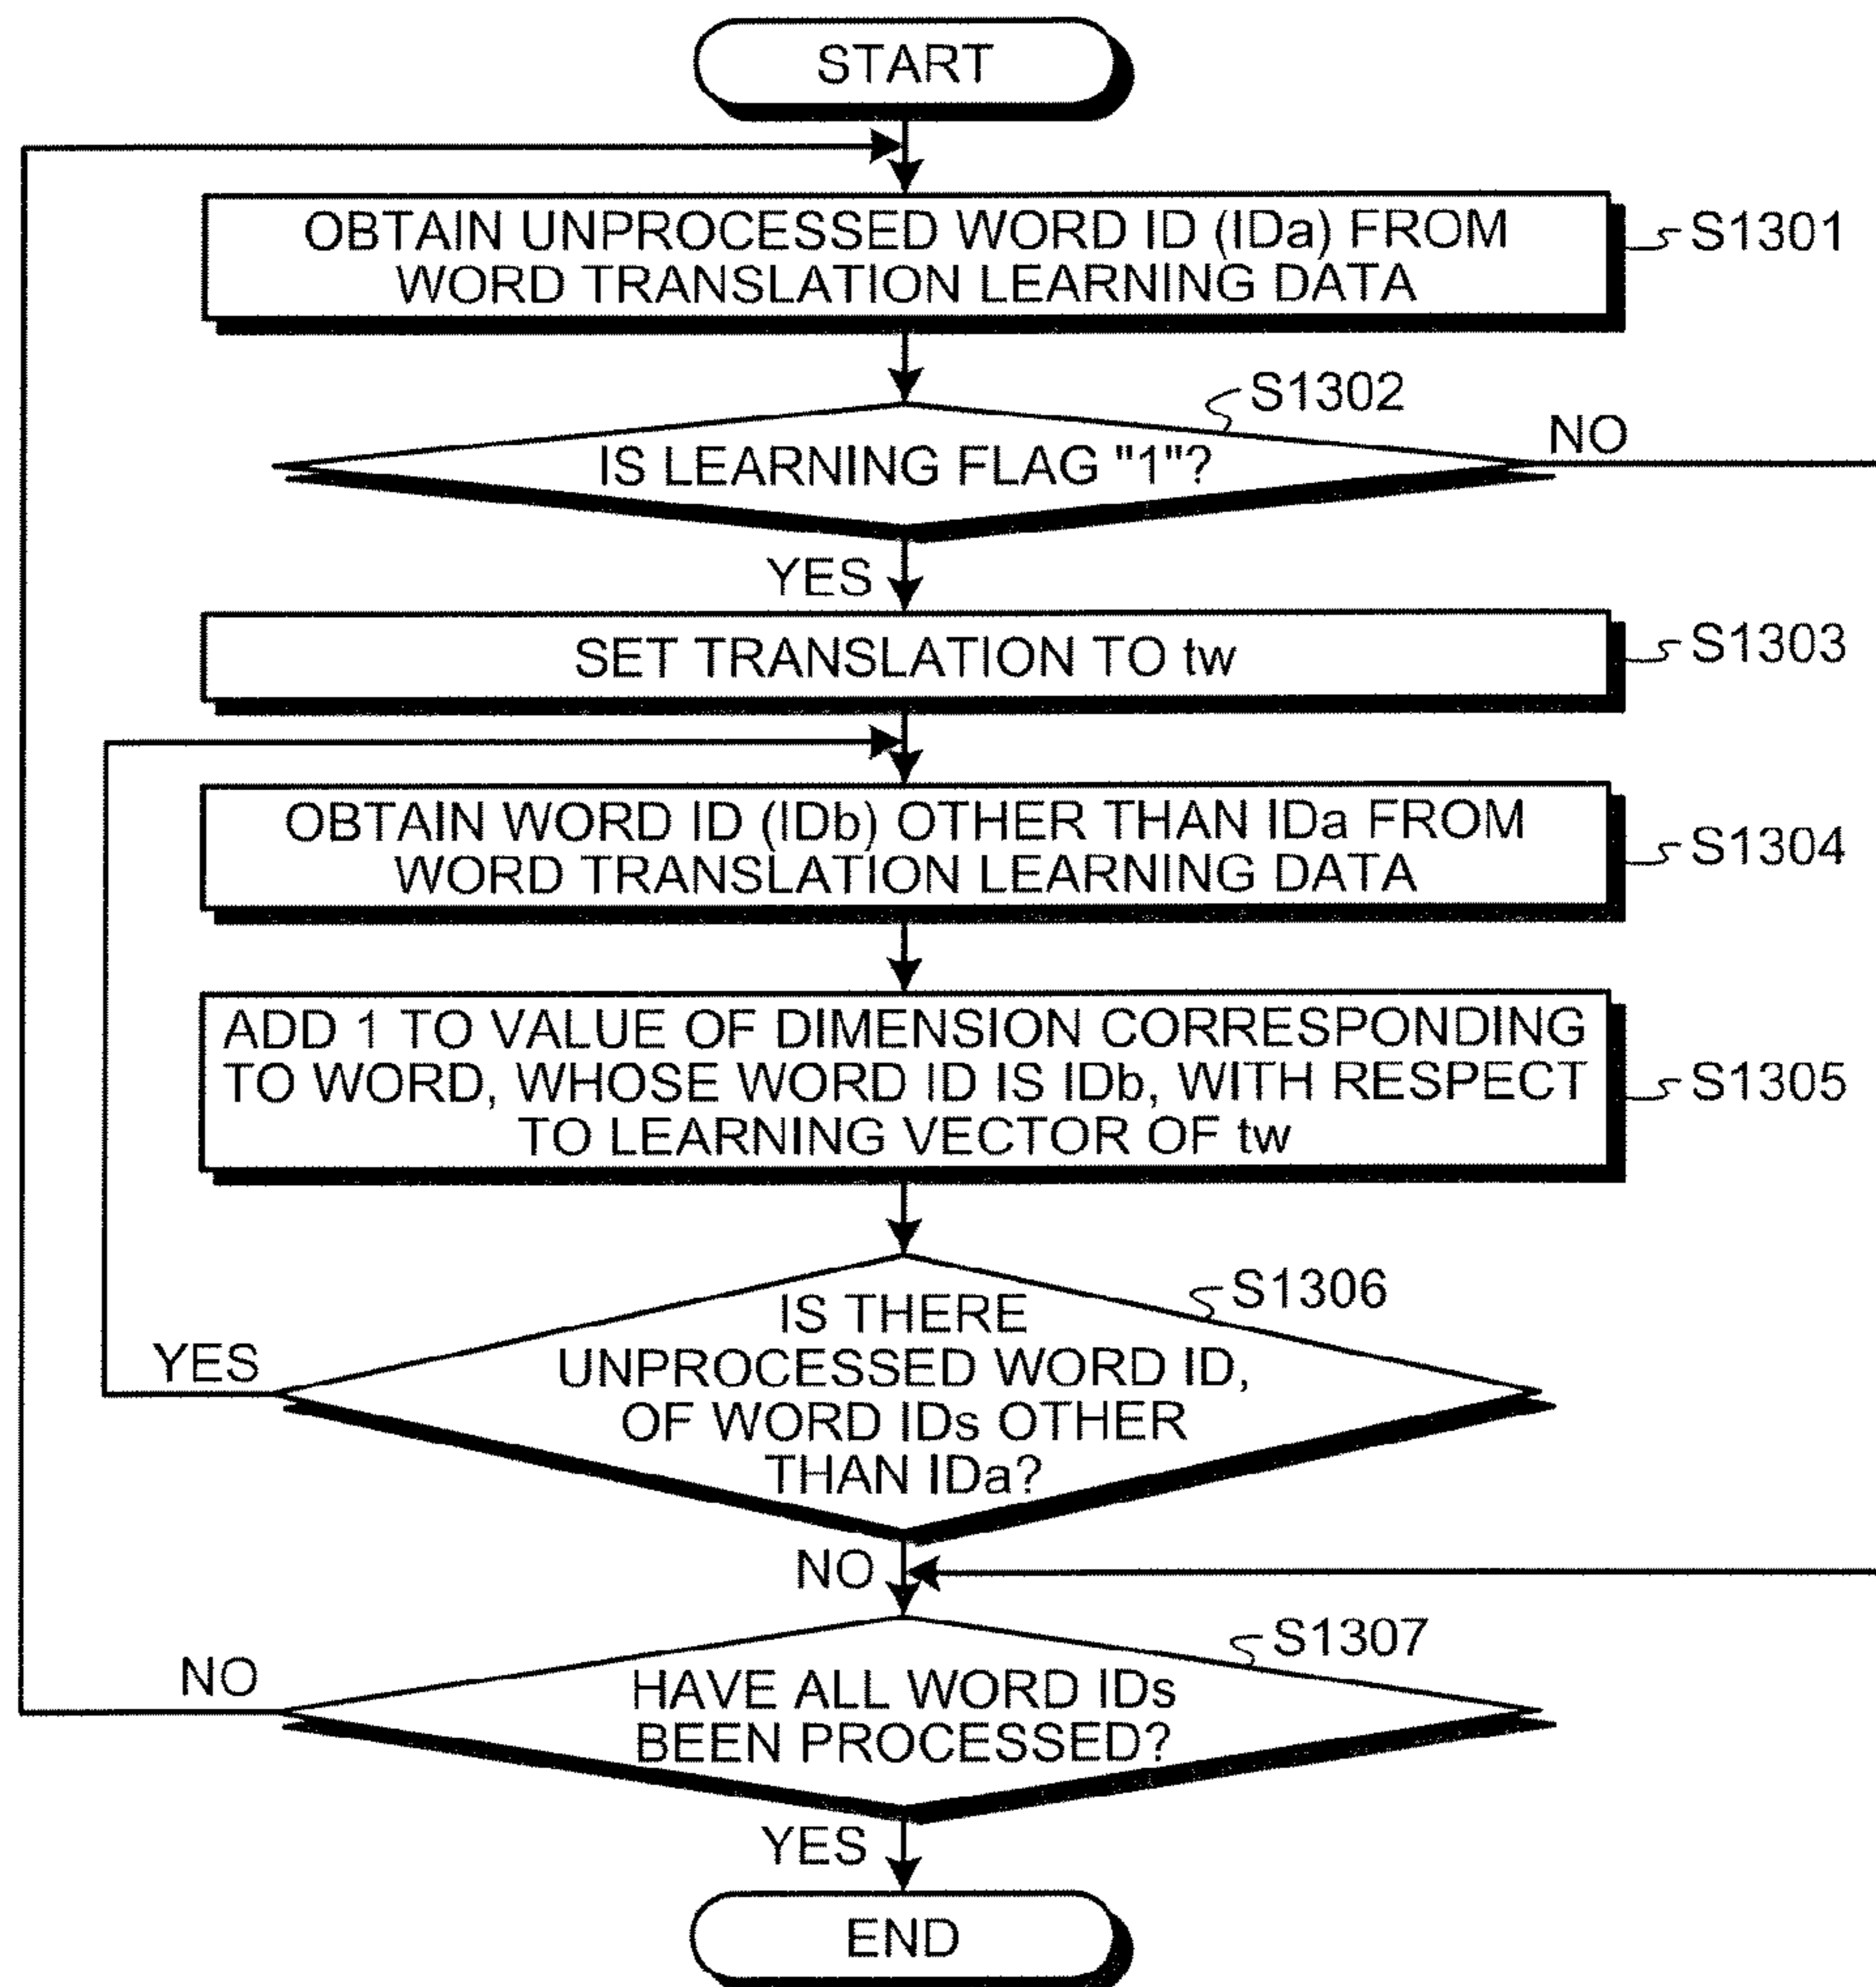 START
OBTAIN UNPROCESSED WORD ID (IDa) FROM
WORD TRANSLATION LEARNING DATA
S1301
S1302
IS LEARNING FLAG "1"?
NO
YES
SET TRANSLATION TO tw
S1303
OBTAIN WORD ID (IDb) OTHER THAN IDa FROM
WORD TRANSLATION LEARNING DATA
S1304
ADD 1 TO VALUE OF DIMENSION CORRESPONDING
TO WORD, WHOSE WORD ID IS IDb, WITH RESPECT
TO LEARNING VECTOR OF tw
S1305
S1306
IS THERE
UNPROCESSED WORD ID,
OF WORD IDs OTHER
THAN IDa?
YES
NO
S1307
HAVE ALL WORD IDs
BEEN PROCESSED?
NO
YES
END